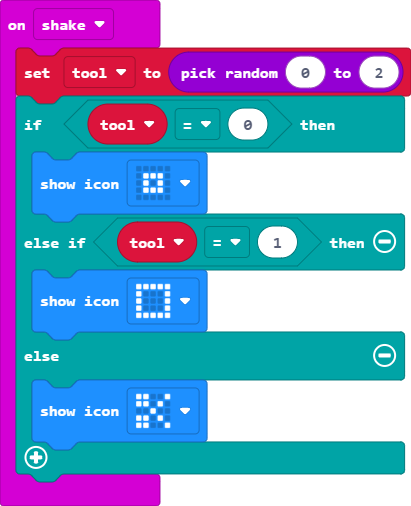 on shake
set tool to pick random 0 to 2
if tool = 0 then
show icon
else if tool = 1 then
show icon
else
show icon